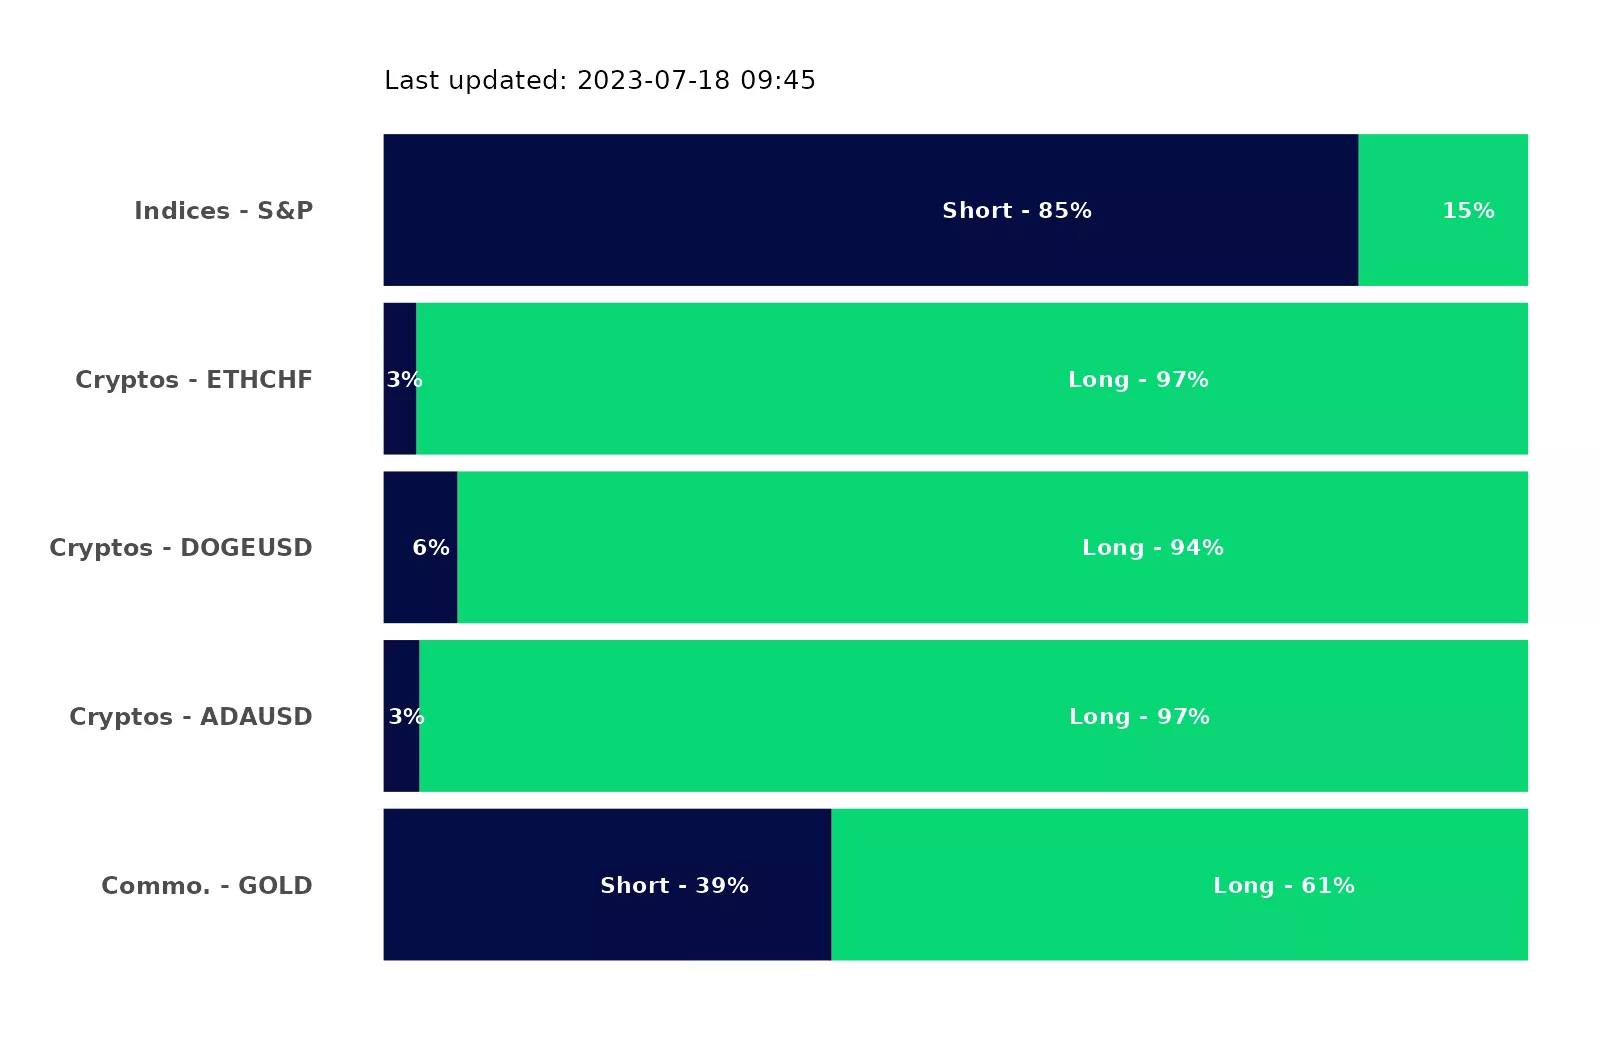 Last updated: 2023-07-18 09:45
Indices - S&P Short - 85% 15%
Cryptos - ETHCHF 3% Long - 97%
Cryptos - DOGEUSD 6% Long - 94%
Cryptos - ADAUSD 3% Long - 97%
Commo. - GOLD Short - 39% Long - 61%